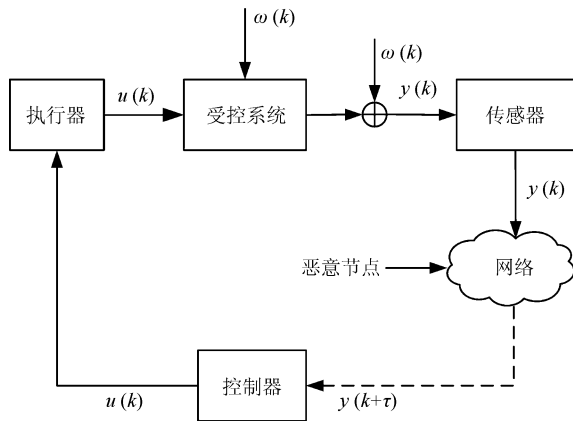 ω (k)
ω (k)
u (k)
y (k)
执行器
受控系统
传感器
y (k)
恶意节点
网络
控制器
u (k)
y (k+τ)